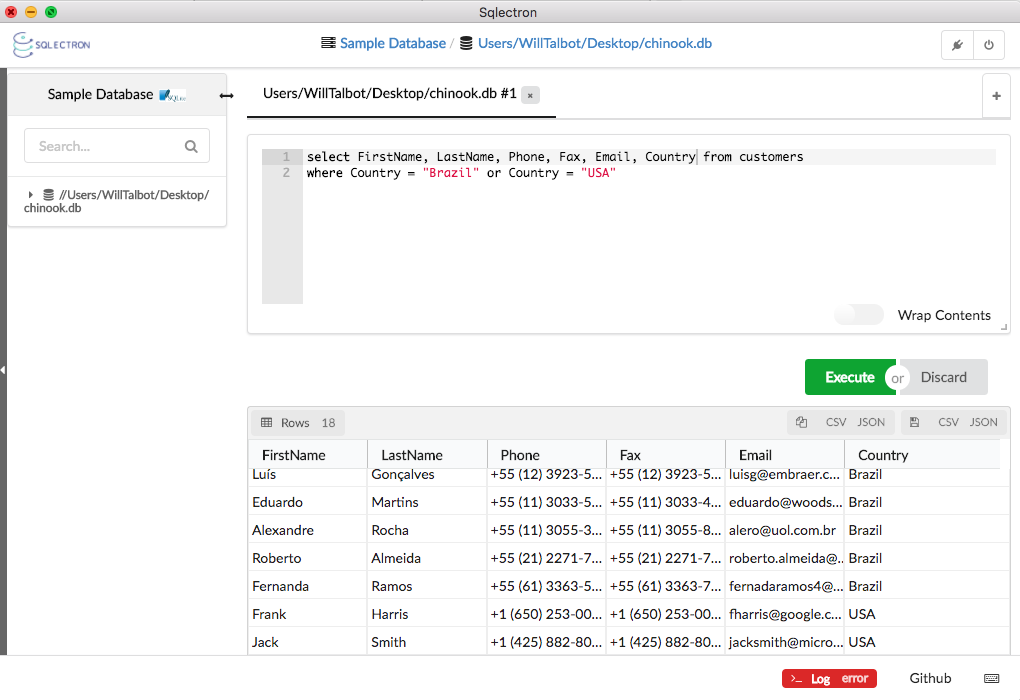 Sqlectron
SQLECTRON
Sample Database / Users/WillTalbot/Desktop/chinook.db
Sample Database SQLite
Users/WillTalbot/Desktop/chinook.db #1 ×
+
Search...
//Users/WillTalbot/Desktop/
chinook.db
1 select FirstName, LastName, Phone, Fax, Email, Country from customers
2 where Country = "Brazil" or Country = "USA"
Wrap Contents
Execute or Discard
Rows 18 CSV JSON CSV JSON
FirstName LastName Phone Fax Email Country
Luís Gonçalves +55 (12) 3923-5... +55 (12) 3923-5... luisg@embraer.c... Brazil
Eduardo Martins +55 (11) 3033-5... +55 (11) 3033-4... eduardo@woods... Brazil
Alexandre Rocha +55 (11) 3055-3... +55 (11) 3055-8... alero@uol.com.br Brazil
Roberto Almeida +55 (21) 2271-7... +55 (21) 2271-7... roberto.almeida@... Brazil
Fernanda Ramos +55 (61) 3363-5... +55 (61) 3363-7... fernadaramos4@... Brazil
Frank Harris +1 (650) 253-00... +1 (650) 253-00... fharris@google.c... USA
Jack Smith +1 (425) 882-80... +1 (425) 882-80... jacksmith@micro... USA
>_ Log error Github